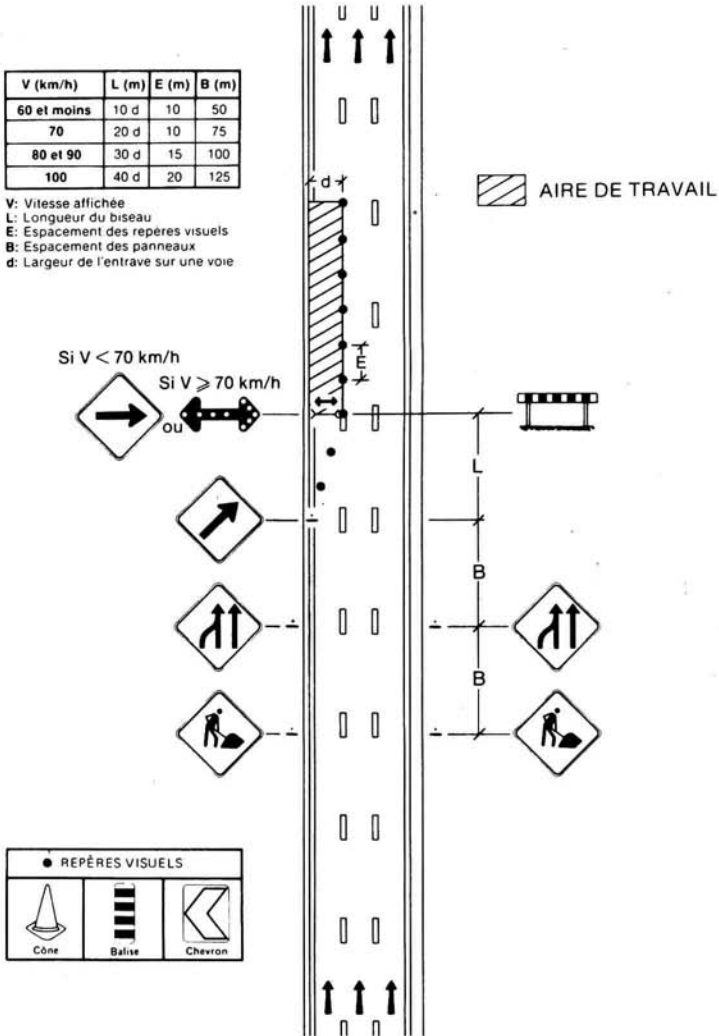 V (km/h) L (m) E (m) B (m)
60 et moins 10 d 10 50
70 20 d 10 75
80 et 90 30 d 15 100
100 40 d 20 125
V: Vitesse affichée
L: Longueur du biseau
E: Espacement des repères visuels
B: Espacement des panneaux
d: Largeur de l'entrave sur une voie
d
AIRE DE TRAVAIL
E
Si V < 70 km/h
Si V ⩾ 70 km/h
ou
L
B
B
REPÈRES VISUELS
Cône Balise Chevron